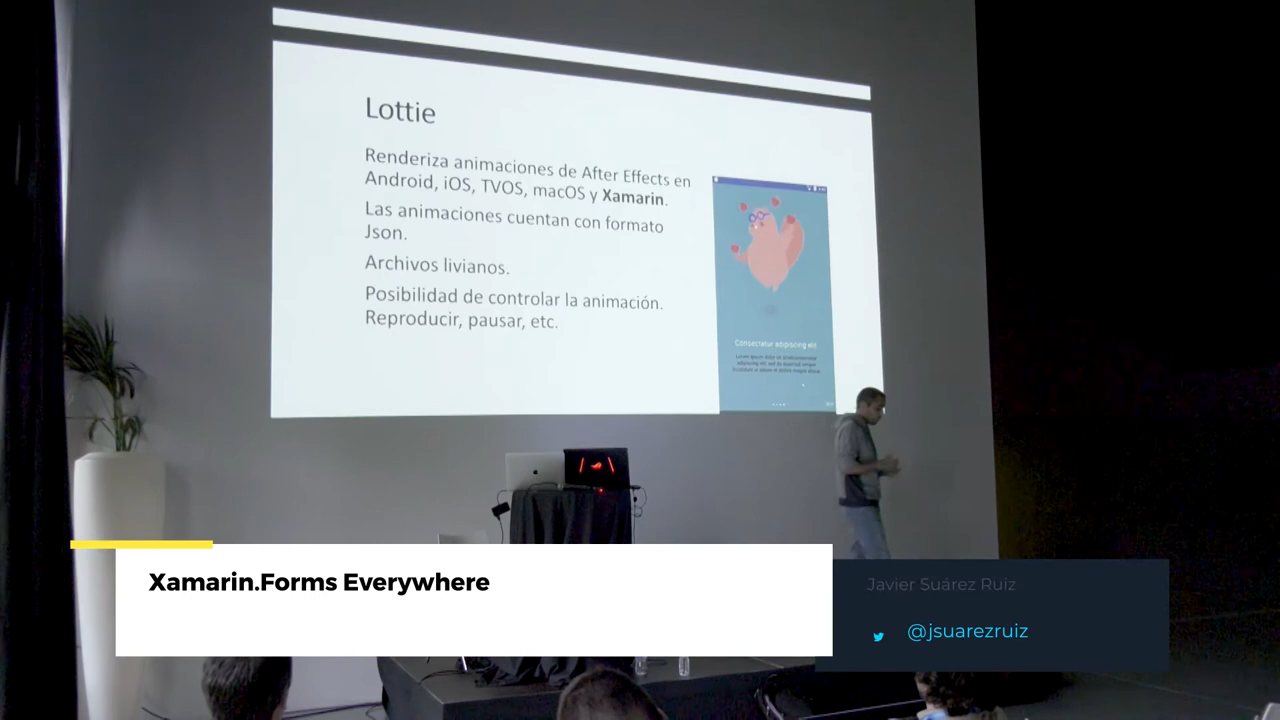 Lottie
Renderiza animaciones de After Effects en
Android, iOS, TVOS, macOS y Xamarin.
Las animaciones cuentan con formato
Json.
Archivos livianos.
Posibilidad de controlar la animación.
Reproducir, pausar, etc.
Consectetur adipiscing elit
Xamarin.Forms Everywhere
Javier Suárez Ruiz
@jsuarezruiz